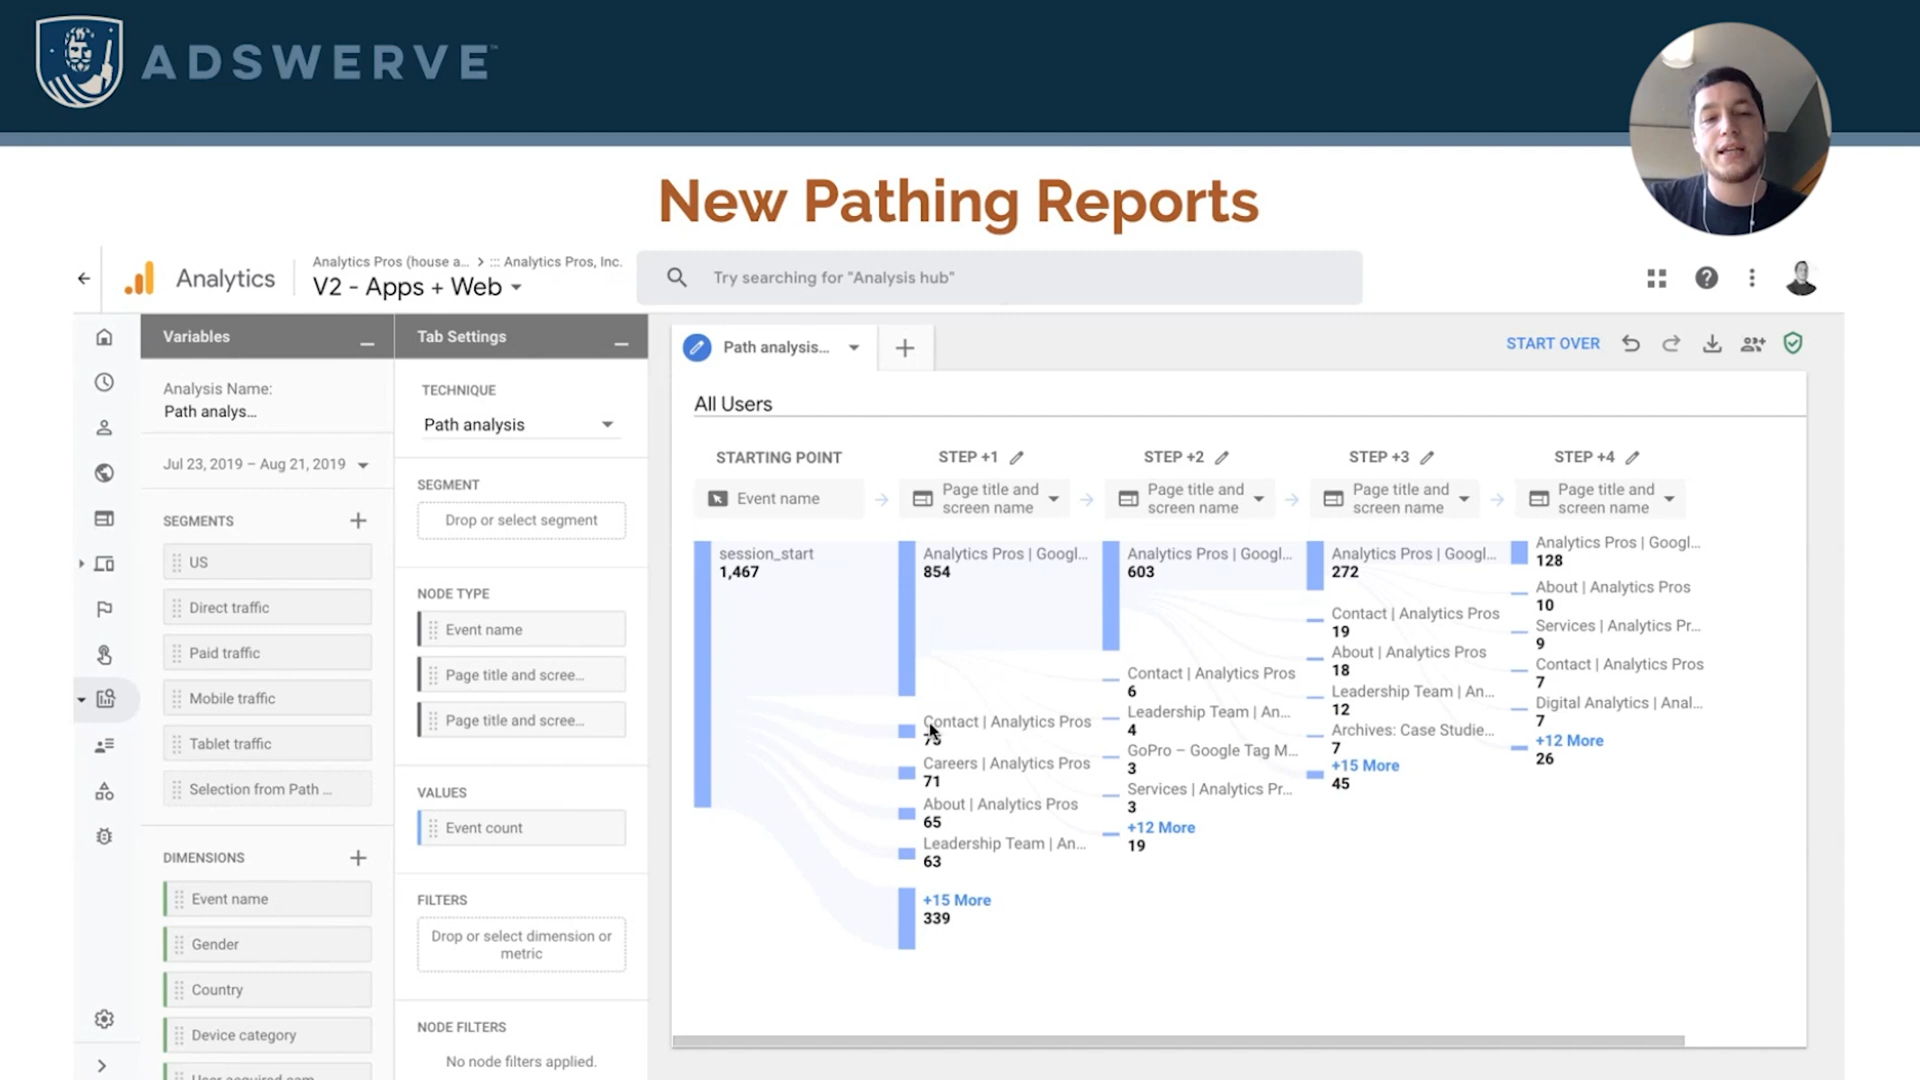 ADSWERVE™
New Pathing Reports
Analytics
Analytics Pros (house a... > ::: Analytics Pros, Inc.
V2 - Apps + Web
Try searching for "Analysis hub"
Variables
Analysis Name:
Path analys...
Jul 23, 2019 – Aug 21, 2019
SEGMENTS
US
Direct traffic
Paid traffic
Mobile traffic
Tablet traffic
Selection from Path ...
DIMENSIONS
Event name
Gender
Country
Device category
Tab Settings
TECHNIQUE
Path analysis
SEGMENT
Drop or select segment
NODE TYPE
Event name
Page title and scree...
Page title and scree...
VALUES
Event count
FILTERS
Drop or select dimension or
metric
NODE FILTERS
No node filters applied.
Path analysis...
START OVER
All Users
STARTING POINT
Event name
session_start
1,467
STEP +1
Page title and
screen name
Analytics Pros | Googl...
854
Contact | Analytics Pros
Careers | Analytics Pros
71
About | Analytics Pros
65
Leadership Team | An...
63
+15 More
339
STEP +2
Page title and
screen name
Analytics Pros | Googl...
603
Contact | Analytics Pros
6
Leadership Team | An...
4
GoPro – Google Tag M...
3
Services | Analytics Pr...
3
+12 More
19
STEP +3
Page title and
screen name
Analytics Pros | Googl...
272
Contact | Analytics Pros
19
About | Analytics Pros
18
Leadership Team | An...
12
Archives: Case Studie...
7
+15 More
45
STEP +4
Page title and
screen name
Analytics Pros | Googl...
128
About | Analytics Pros
10
Services | Analytics Pr...
9
Contact | Analytics Pros
7
Digital Analytics | Anal...
7
+12 More
26